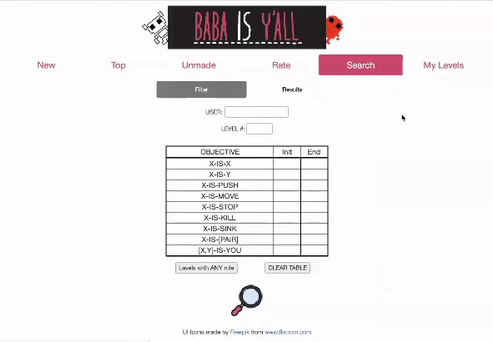 BABA IS Y'ALL
New Top Unmade Rate Search My Levels
Filter Results
USER:
LEVEL #:
OBJECTIVE Init End
X-IS-X
X-IS-Y
X-IS-PUSH
X-IS-MOVE
X-IS-STOP
X-IS-KILL
X-IS-SINK
X-IS-[PAIR]
[X,Y]-IS-YOU
Levels with ANY rule CLEAR TABLE
UI Icons made by Freepik from www.flaticon.com